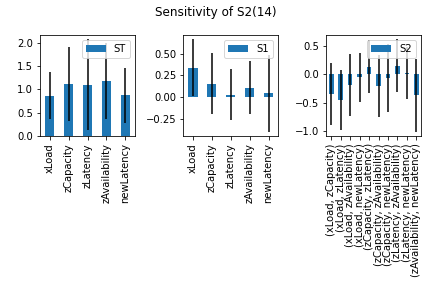 Sensitivity of S2(14)
2.0
1.5
1.0
0.5
0.0
ST
xLoad
zCapacity
zLatency
zAvailability
newLatency
0.50
0.25
0.00
−0.25
S1
xLoad
zCapacity
zLatency
zAvailability
newLatency
0.5
0.0
−0.5
−1.0
S2
(xLoad, zCapacity)
(xLoad, zLatency)
(xLoad, zAvailability)
(xLoad, newLatency)
(zCapacity, zLatency)
(zCapacity, zAvailability)
(zCapacity, newLatency)
(zLatency, zAvailability)
(zLatency, newLatency)
(zAvailability, newLatency)